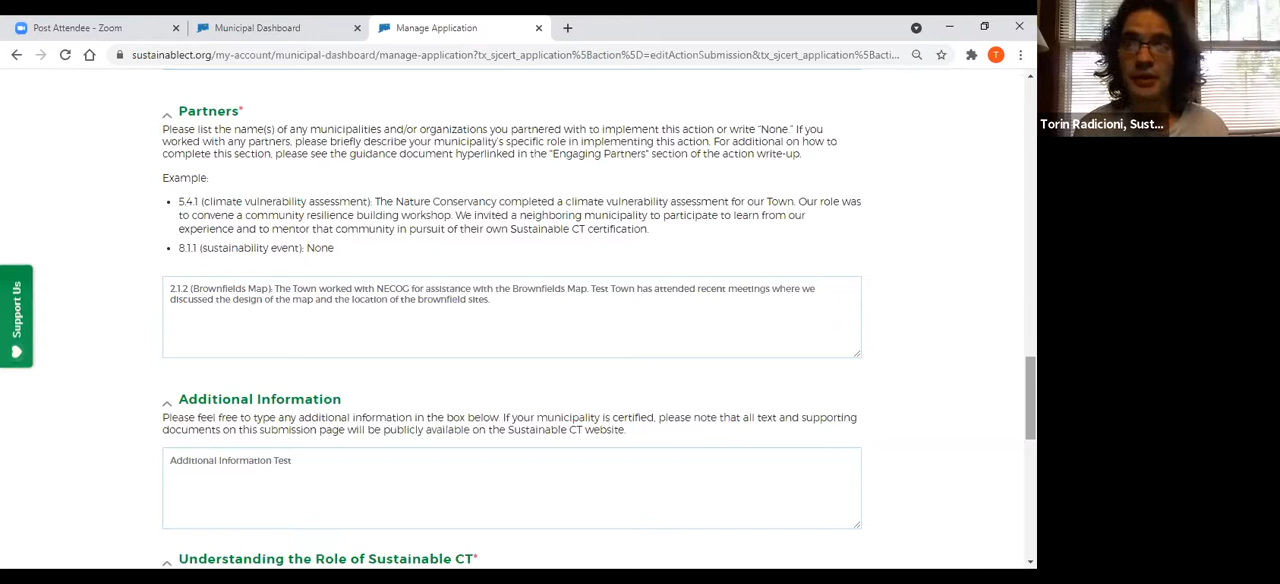 Post Attendee - Zoom
Municipal Dashboard
Manage Application
sustainablect.org/my-account/municipal-dashboard/manage-application?tx_sjcert_application%5Baction%5D=editActionSubmission&tx_sjcert_application%5Bacti...
T
Torin Radicioni, Sust...
Partners*
Please list the name(s) of any municipalities and/or organizations you partnered with to implement this action or write "None." If you
worked with any partners, please briefly describe your municipality's specific role in implementing this action. For additional on how to
complete this section, please see the guidance document hyperlinked in the "Engaging Partners" section of the action write-up.
Example:
5.4.1 (climate vulnerability assessment): The Nature Conservancy completed a climate vulnerability assessment for our Town. Our role was
to convene a community resilience building workshop. We invited a neighboring municipality to participate to learn from our
experience and to mentor that community in pursuit of their own Sustainable CT certification.
8.1.1 (sustainability event): None
2.1.2 (Brownfields Map): The Town worked with NECOG for assistance with the Brownfields Map. Test Town has attended recent meetings where we
discussed the design of the map and the location of the brownfield sites.
Support Us
Additional Information
Please feel free to type any additional information in the box below. If your municipality is certified, please note that all text and supporting
documents on this submission page will be publicly available on the Sustainable CT website.
Additional Information Test
Understanding the Role of Sustainable CT*